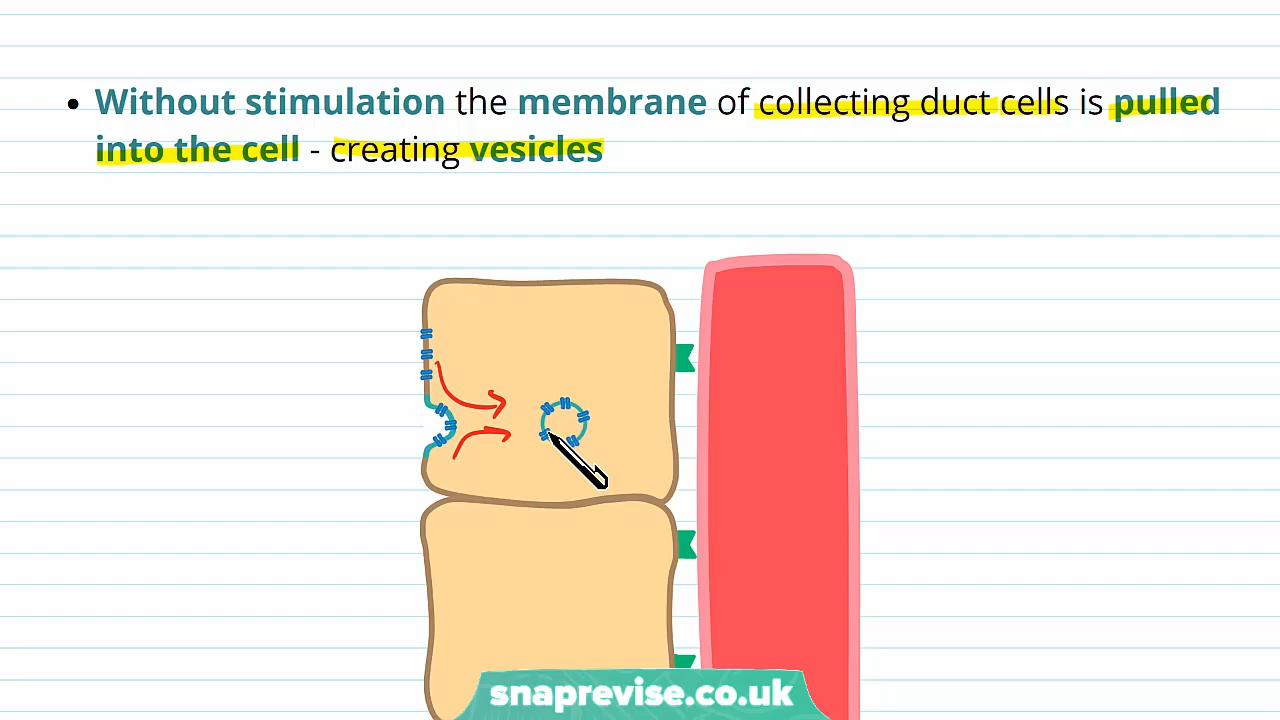 • Without stimulation the membrane of collecting duct cells is pulled
into the cell - creating vesicles
snaprevise.co.uk